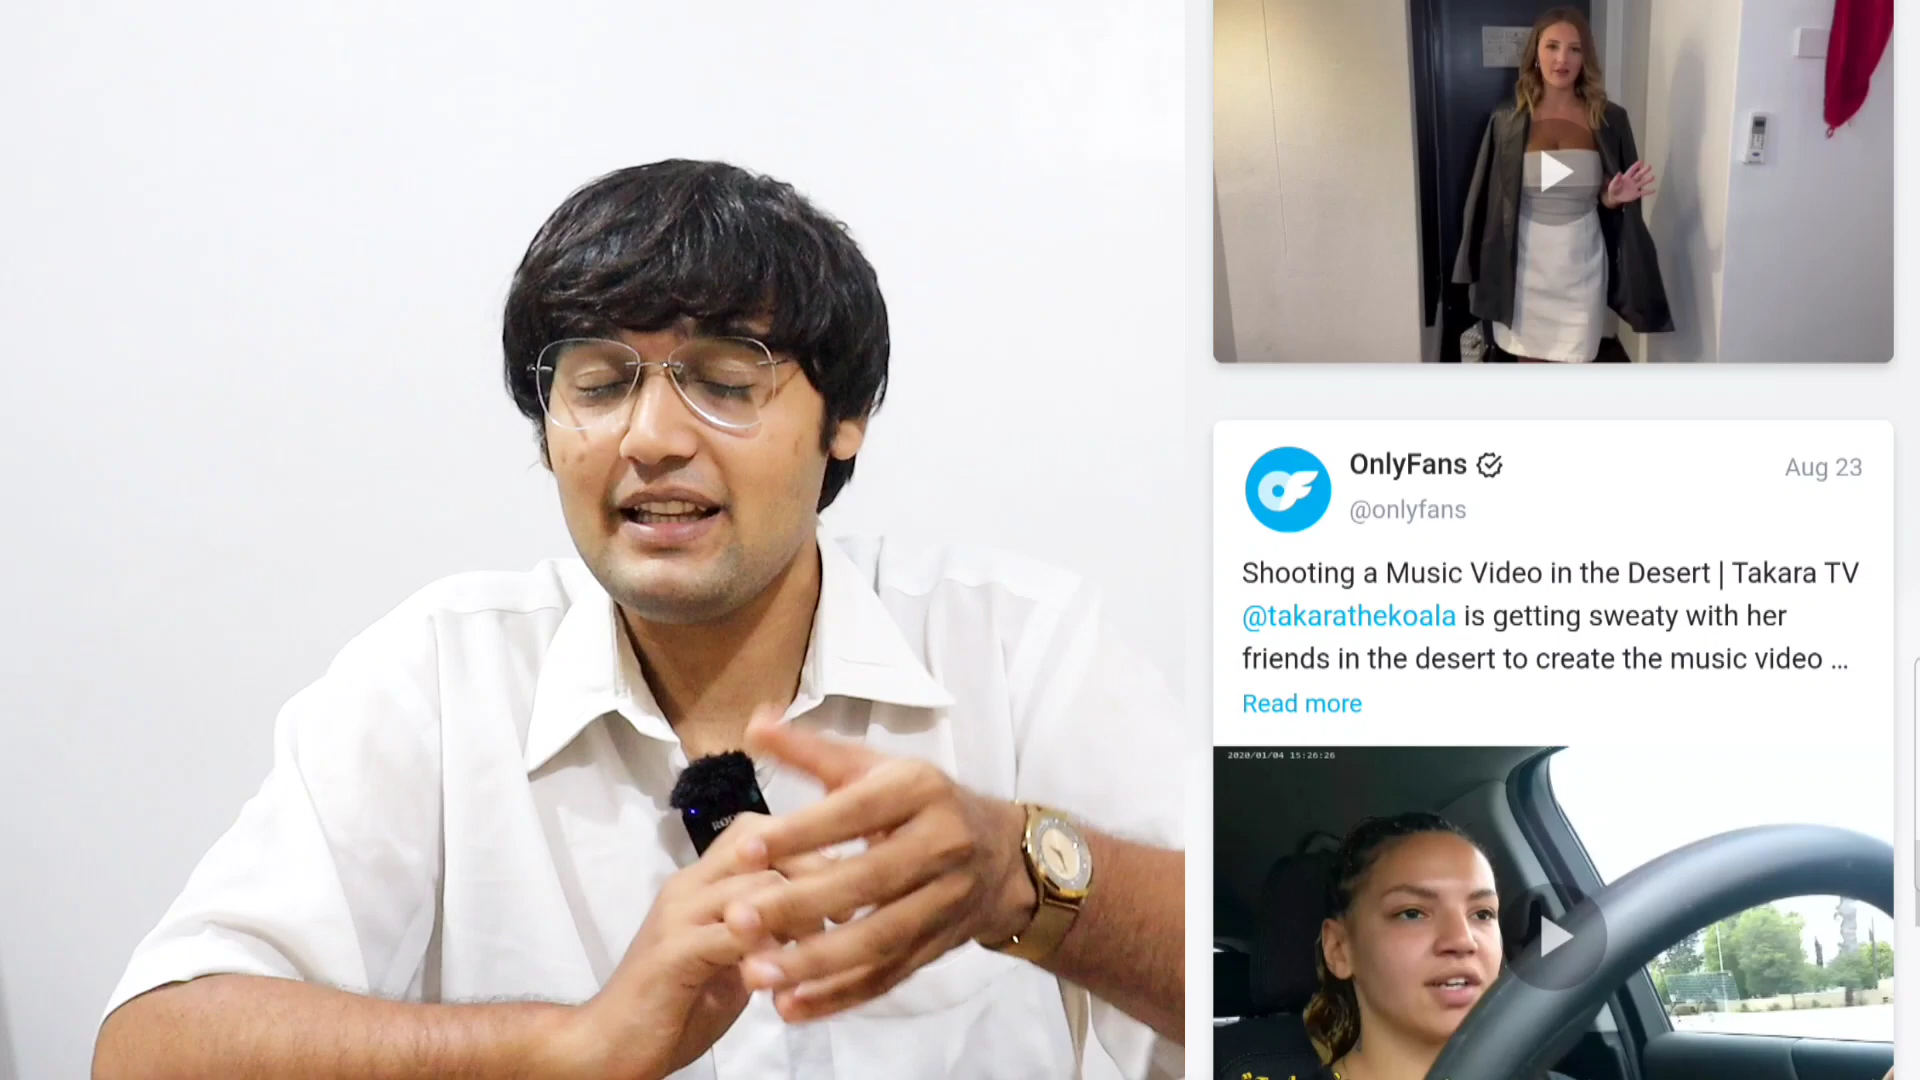 OnlyFans
Aug 23
@onlyfans
Shooting a Music Video in the Desert | Takara TV
@takarathekoala is getting sweaty with her
friends in the desert to create the music video ...
Read more
2020/01/04 15:26:26